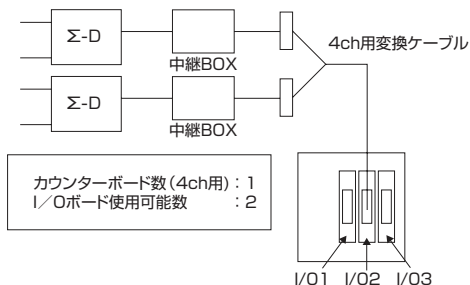 Σ-D
中継BOX
4ch用変換ケーブル
Σ-D
中継BOX
カウンターボード数（4ch用）：1
I／Oボード使用可能数　　　：2
I/O1 I/O2 I/O3